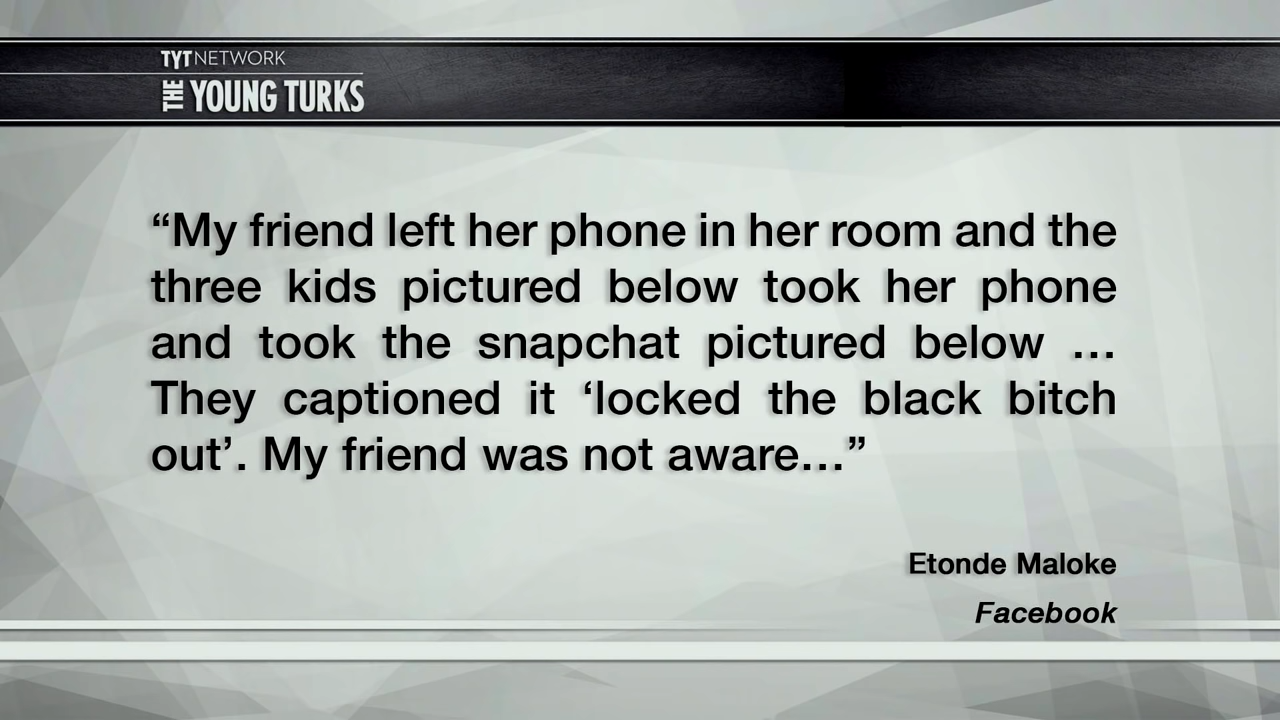 TYT NETWORK
THE YOUNG TURKS
“My friend left her phone in her room and the
three kids pictured below took her phone
and took the snapchat pictured below ...
They captioned it ‘locked the black bitch
out’. My friend was not aware...”
Etonde Maloke
Facebook